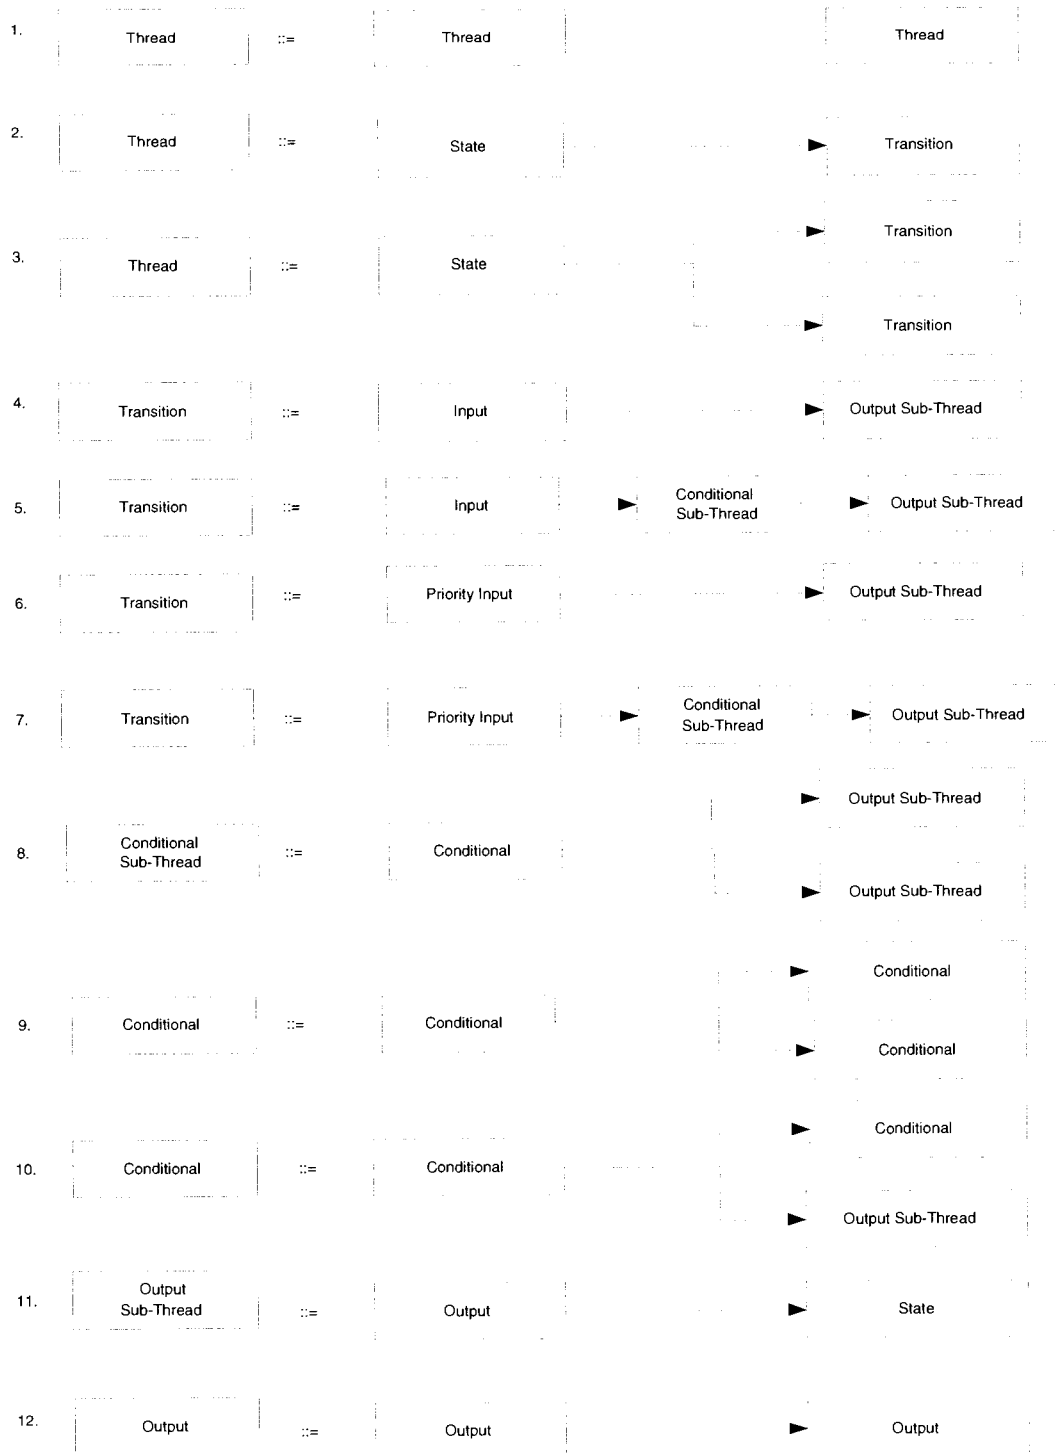 1. Thread ::= Thread Thread
2. Thread ::= State Transition
Transition
3. Thread ::= State
Transition
4. Transition ::= Input Output Sub-Thread
5. Transition ::= Input Conditional Sub-Thread Output Sub-Thread
6. Transition ::= Priority Input Output Sub-Thread
7. Transition ::= Priority Input Conditional Sub-Thread Output Sub-Thread
Output Sub-Thread
8. Conditional Sub-Thread ::= Conditional
Output Sub-Thread
Conditional
9. Conditional ::= Conditional
Conditional
Conditional
10. Conditional ::= Conditional
Output Sub-Thread
11. Output Sub-Thread ::= Output State
12. Output ::= Output Output